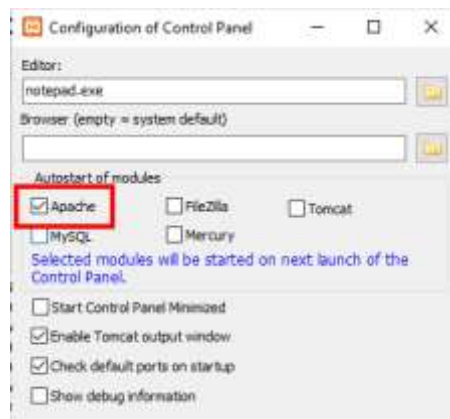 Configuration of Control Panel
Editor:
notepad.exe
Browser (empty = system default)
Autostart of modules
Apache FileZilla Tomcat
MySQL Mercury
Selected modules will be started on next launch of the
Control Panel.
Start Control Panel Minimized
Enable Tomcat output window
Check default ports on startup
Show debug information